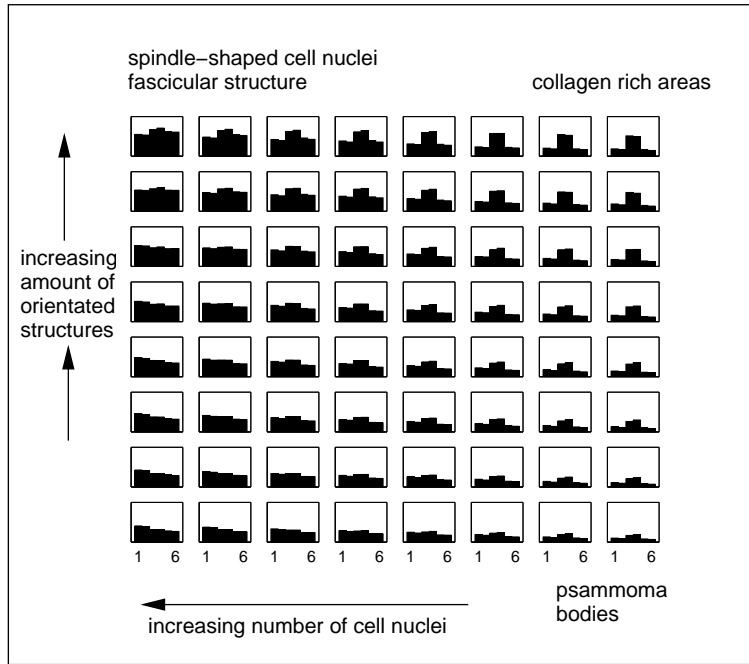 spindle−shaped cell nuclei
fascicular structure
collagen rich areas
increasing
amount of
orientated
structures
1 6 1 6 1 6 1 6 1 6 1 6 1 6 1 6
psammoma
bodies
increasing number of cell nuclei